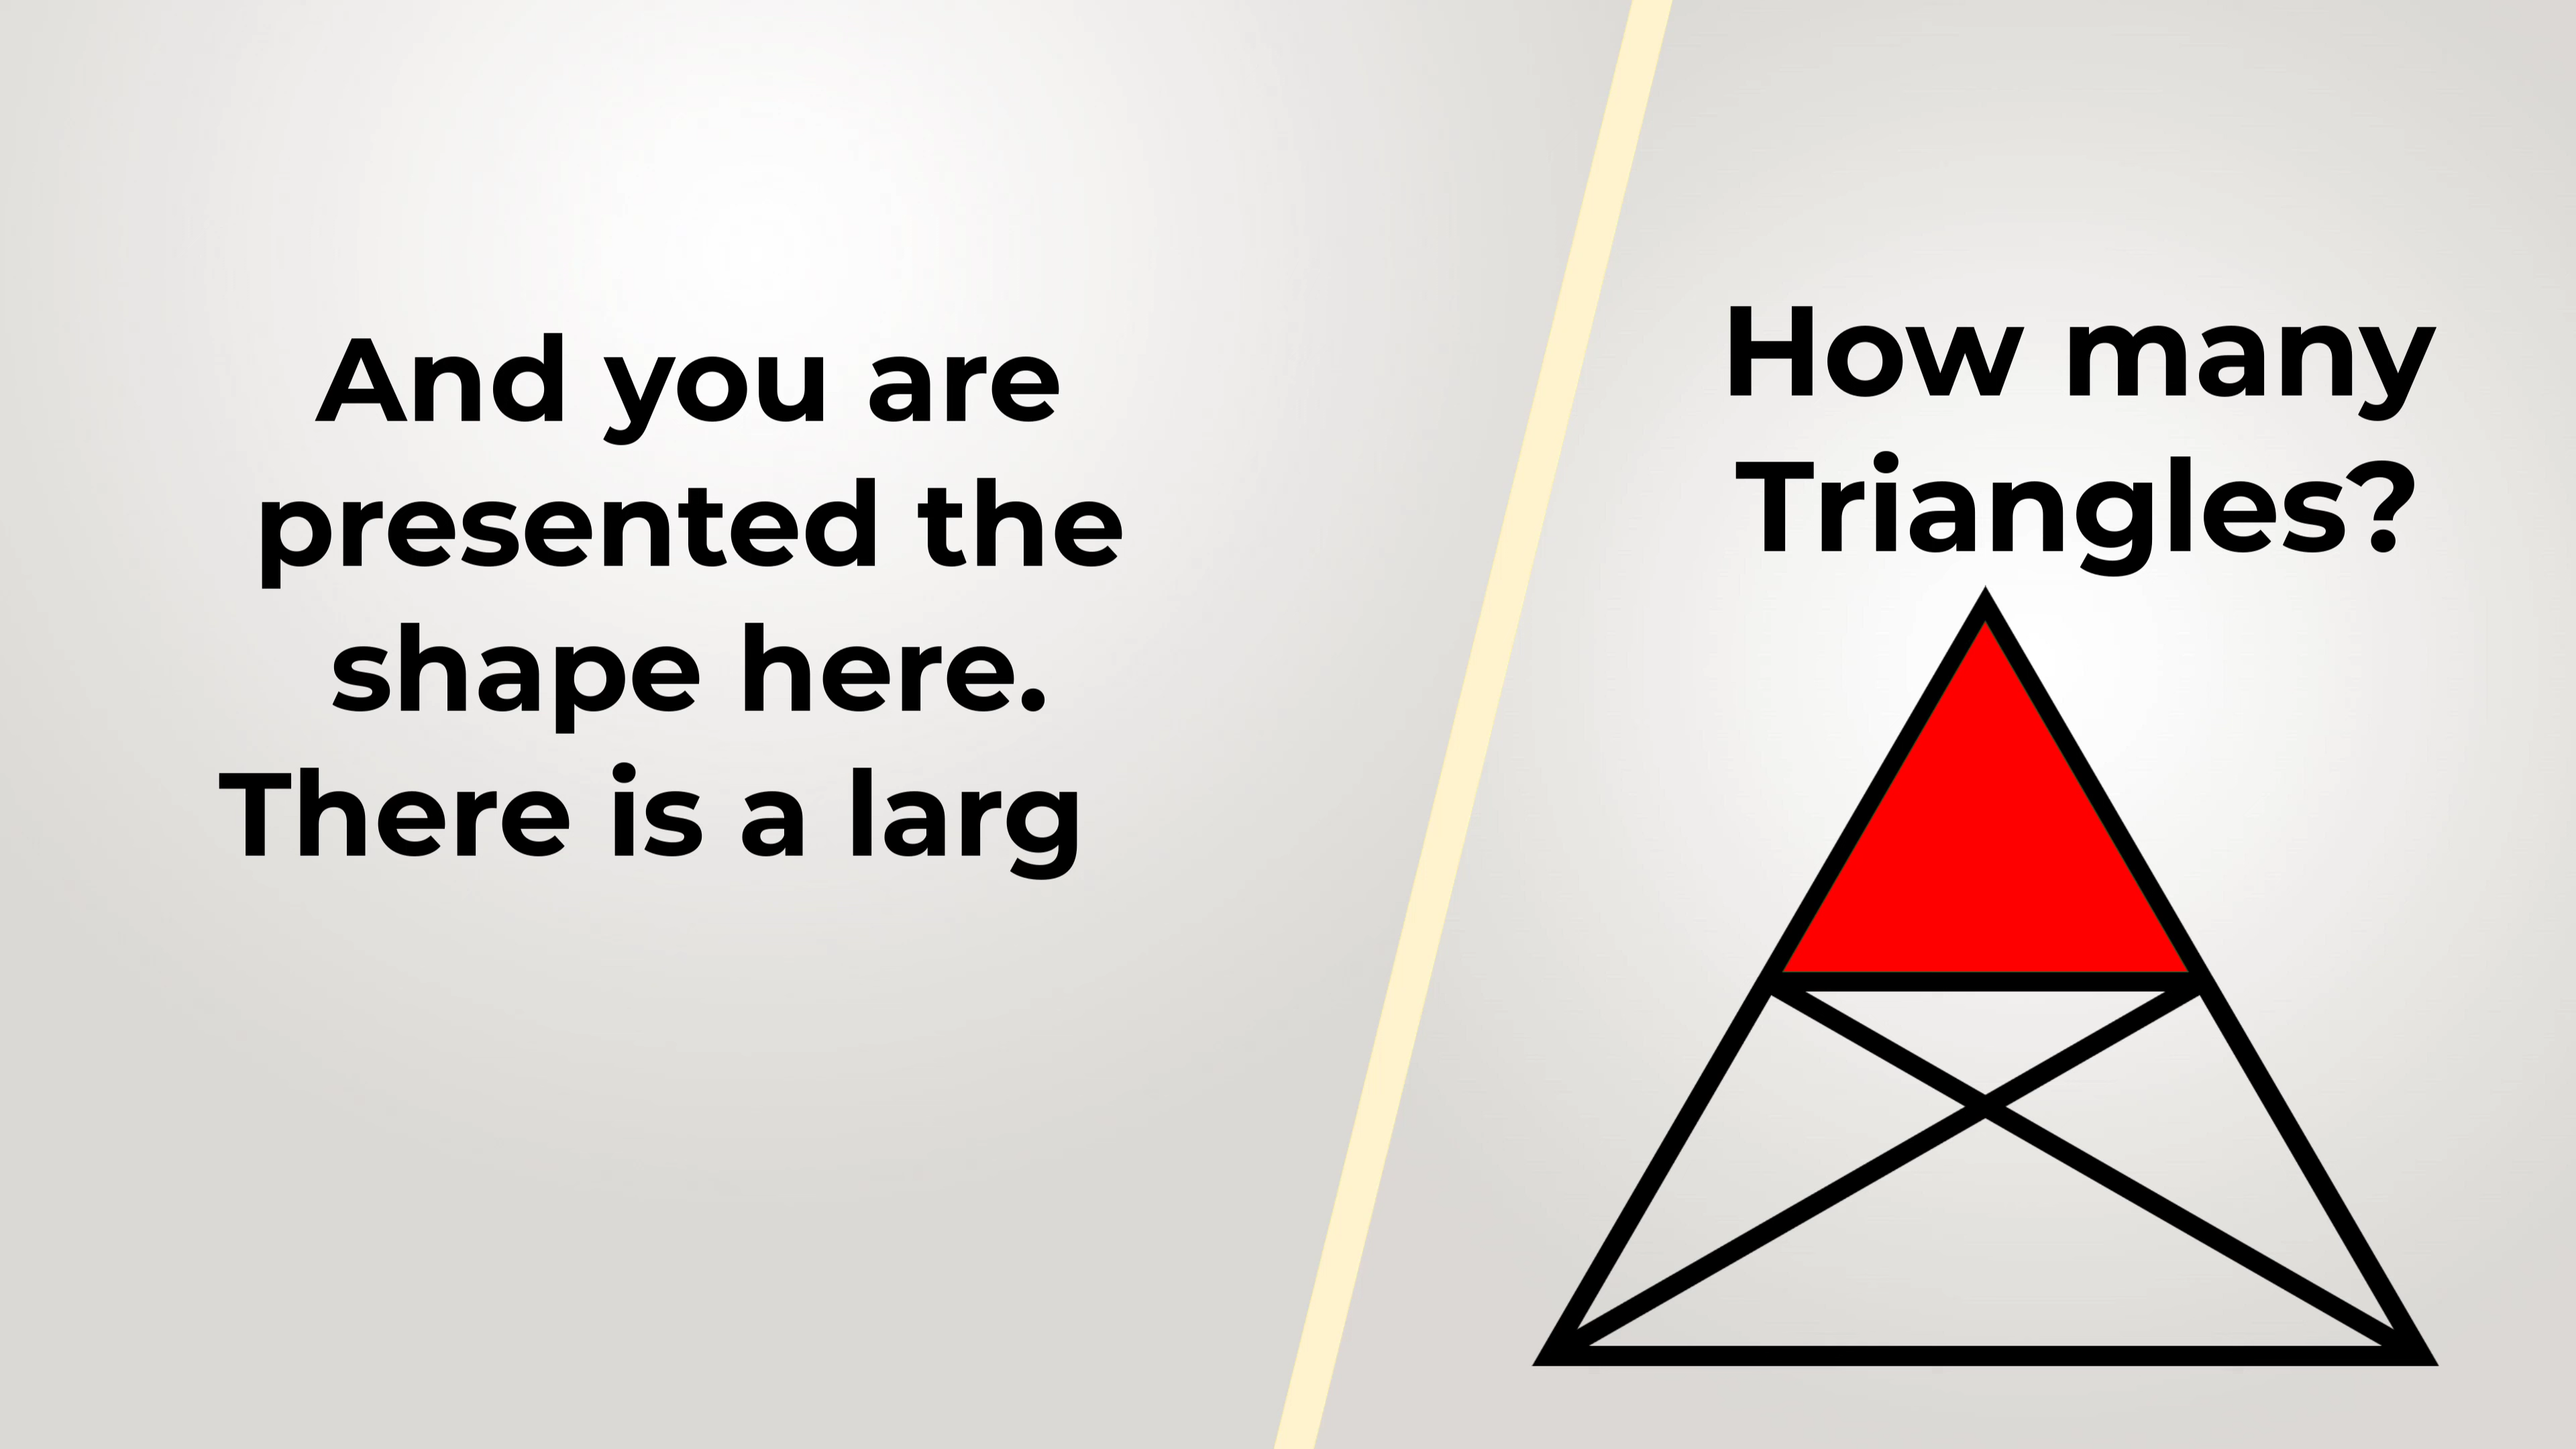 And you are
presented the
shape here.
There is a larg
How many
Triangles?